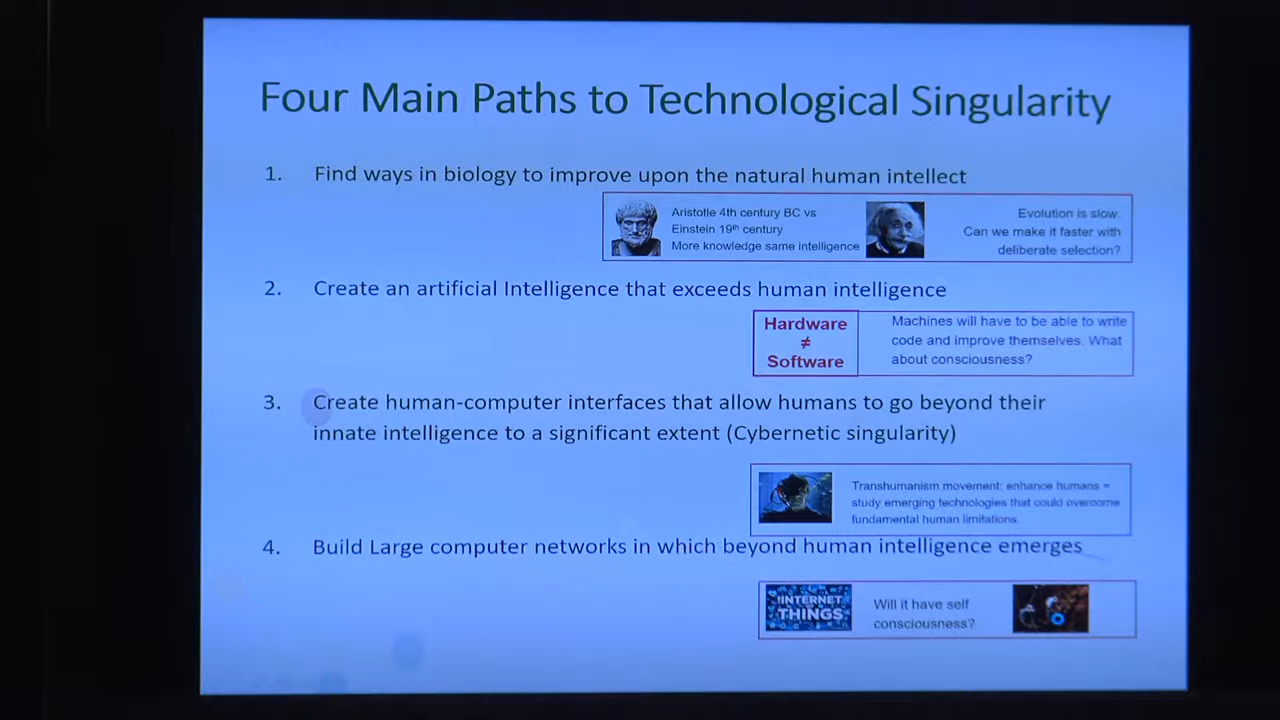 Four Main Paths to Technological Singularity
1. Find ways in biology to improve upon the natural human intellect
Aristotle 4th century BC vs
Einstein 19th century
More knowledge same intelligence
Evolution is slow.
Can we make it faster with
deliberate selection?
2. Create an artificial Intelligence that exceeds human intelligence
Hardware
≠
Software
Machines will have to be able to write
code and improve themselves. What
about consciousness?
3. Create human-computer interfaces that allow humans to go beyond their
innate intelligence to a significant extent (Cybernetic singularity)
Transhumanism movement: enhance humans =
study emerging technologies that could overcome
fundamental human limitations.
4. Build Large computer networks in which beyond human intelligence emerges
INTERNET
THINGS
Will it have self
consciousness?